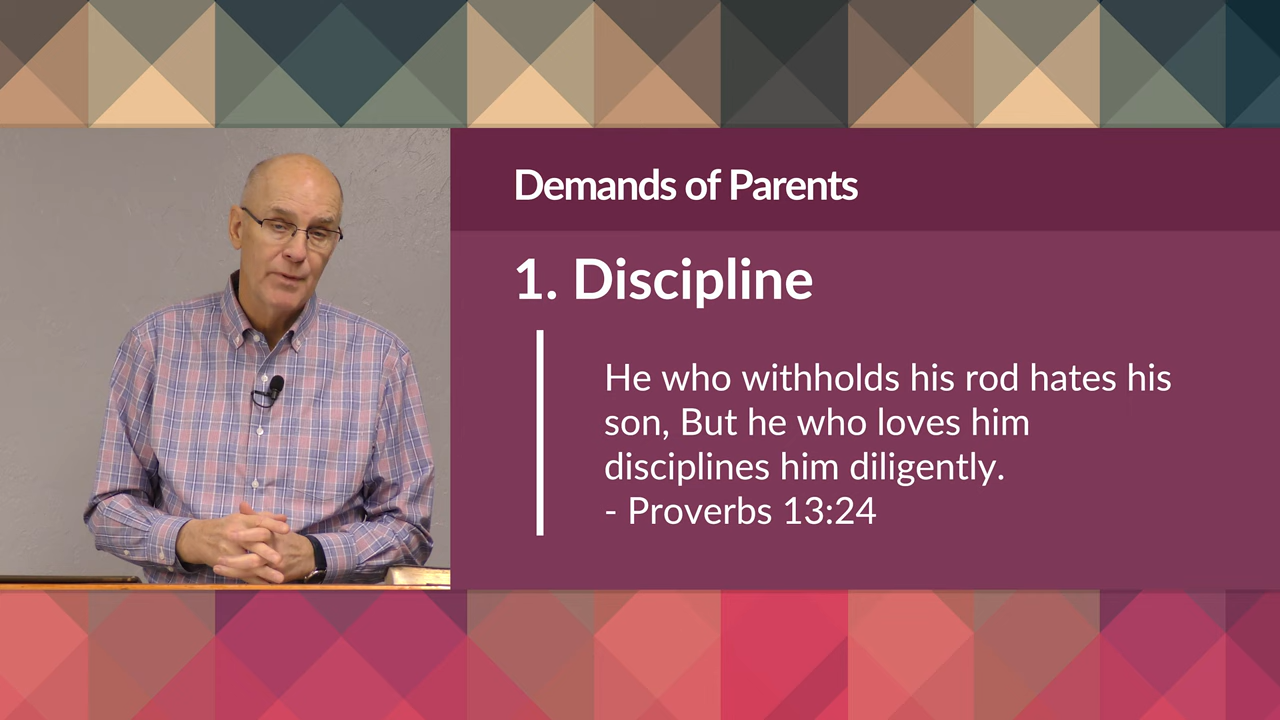 Demands of Parents
1. Discipline
He who withholds his rod hates his
son, But he who loves him
disciplines him diligently.
- Proverbs 13:24